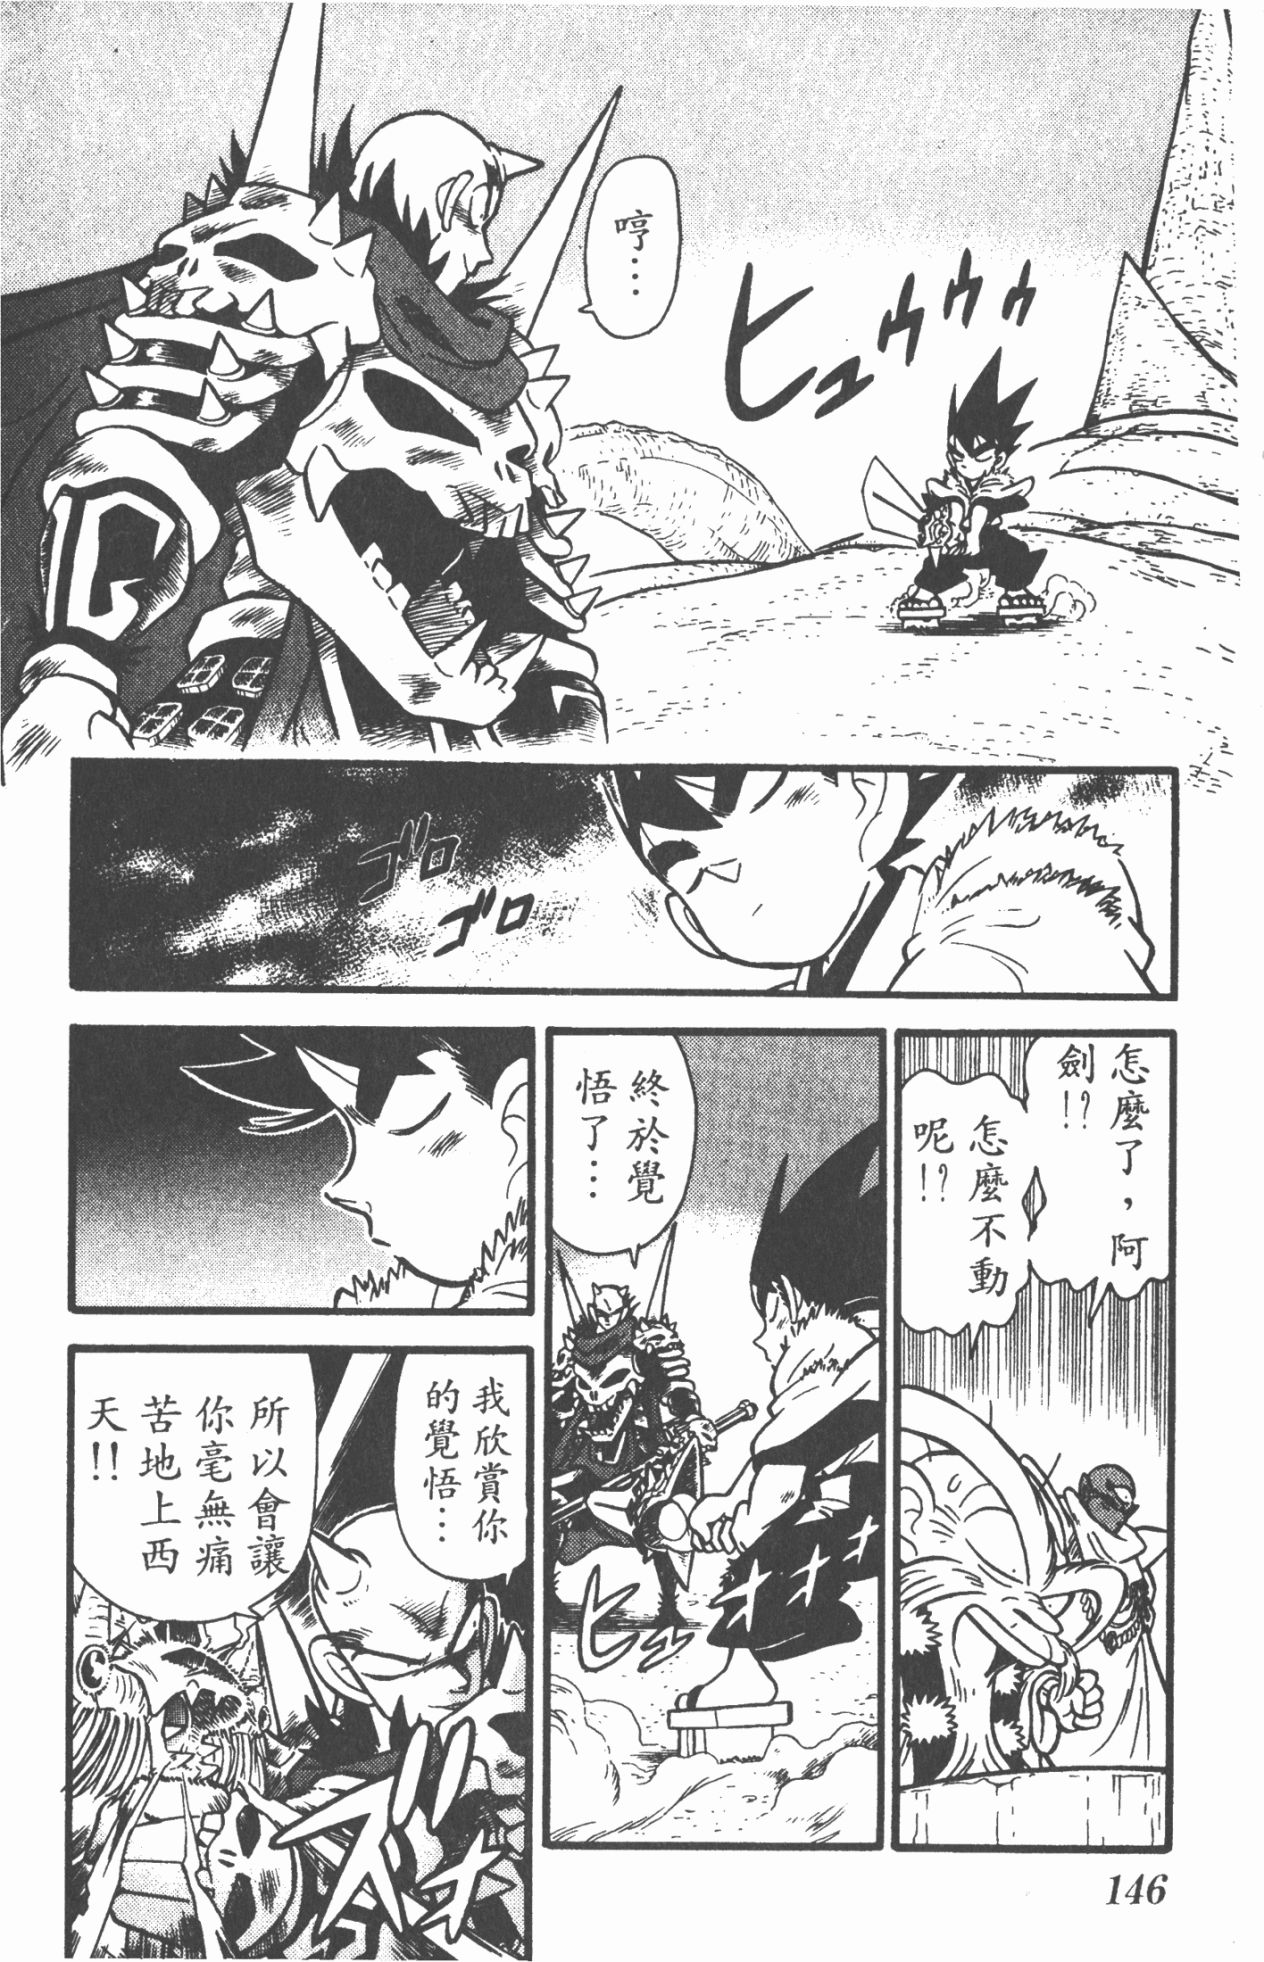 哼…
ヒュウウウ
ゴロ
ゴロ
怎麼了，阿
劍!?
怎麼不動
呢!?
終於覺
悟了…
ヒュオオオ
我欣賞你
的覺悟…
所以會讓
你毫無痛
苦地上西
天!!
ズオオ
146